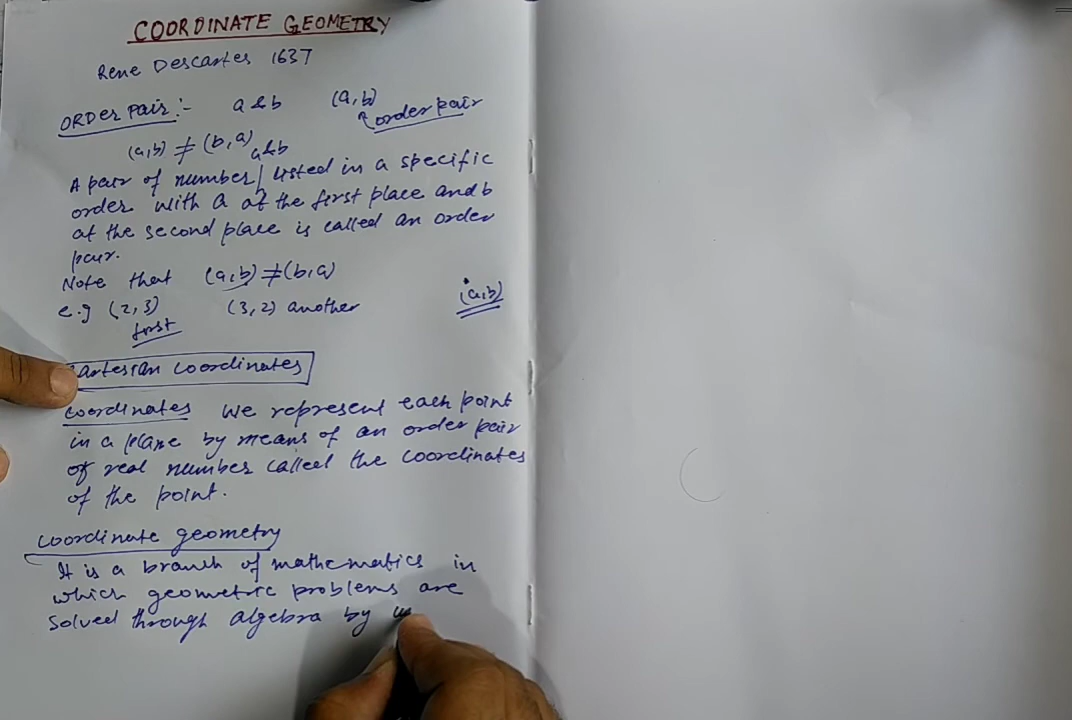 COORDINATE GEOMETRY
Rene Descartes 1637
ORDER PAIR :- a & b (a,b)
order pair
(a,b) ≠ (b,a)
a&b
A pair of number listed in a specific
order with a at the first place and b
at the second place is called an order
pair.
Note that (a,b) ≠ (b,a)
e.g (2,3) (3,2) another (a,b)
first
artesian coordinates
coordinates we represent each point
in a plane by means of an order pair
of real number called the coordinates
of the point.
coordinate geometry
It is a branch of mathematics in
which geometric problems are
solved through algebra by